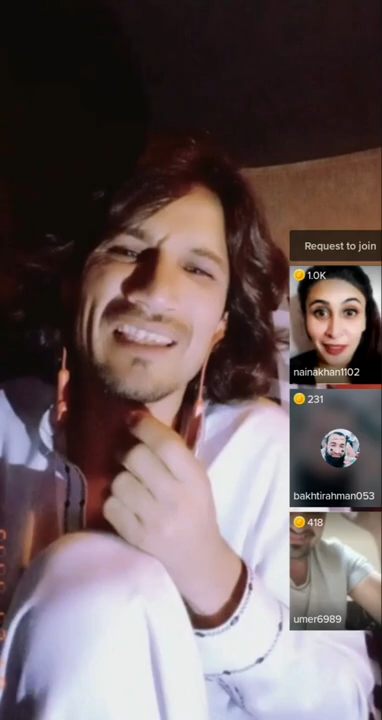 Request to join
1.0K
nainakhan1102
231
bakhtirahman053
418
umer6989